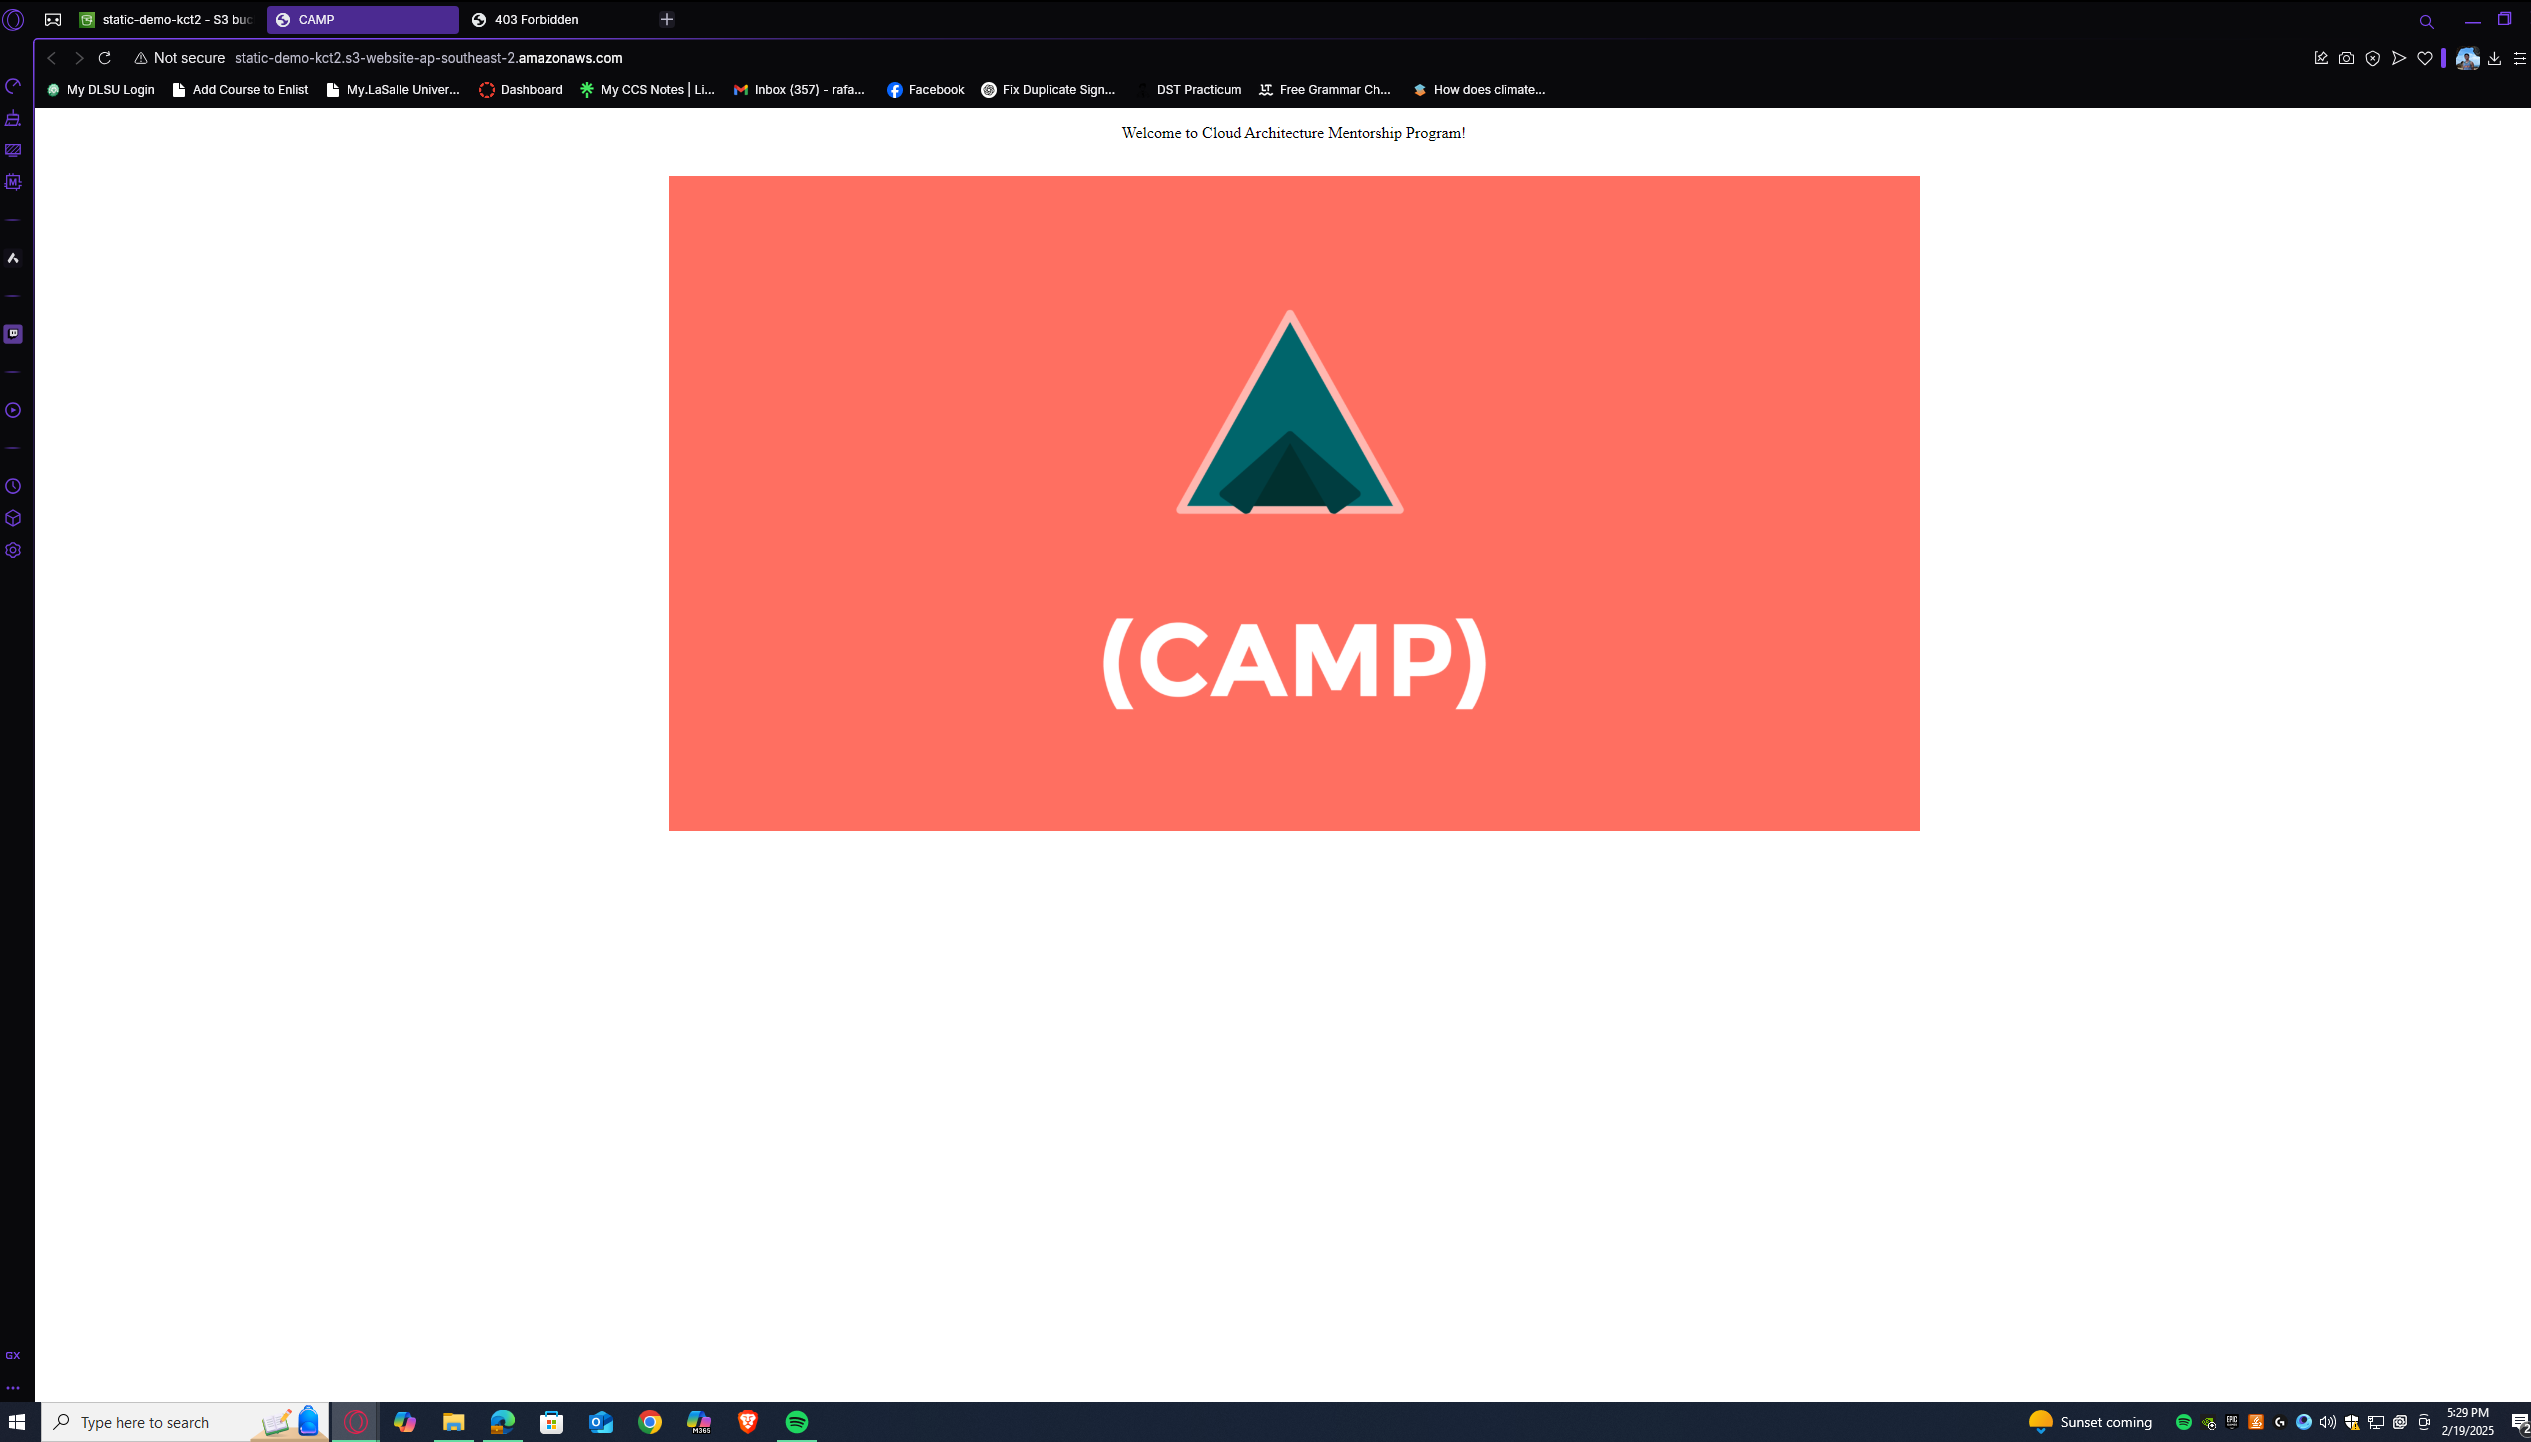 static-demo-kct2 - S3 buc
CAMP
403 Forbidden
Not secure static-demo-kct2.s3-website-ap-southeast-2.amazonaws.com
My DLSU Login Add Course to Enlist My.LaSalle Univer... Dashboard My CCS Notes | Li... Inbox (357) - rafa... Facebook Fix Duplicate Sign... DST Practicum Free Grammar Ch... How does climate...
Welcome to Cloud Architecture Mentorship Program!
(CAMP)
GX
Type here to search
M365
Sunset coming
5:29 PM
2/19/2025
2